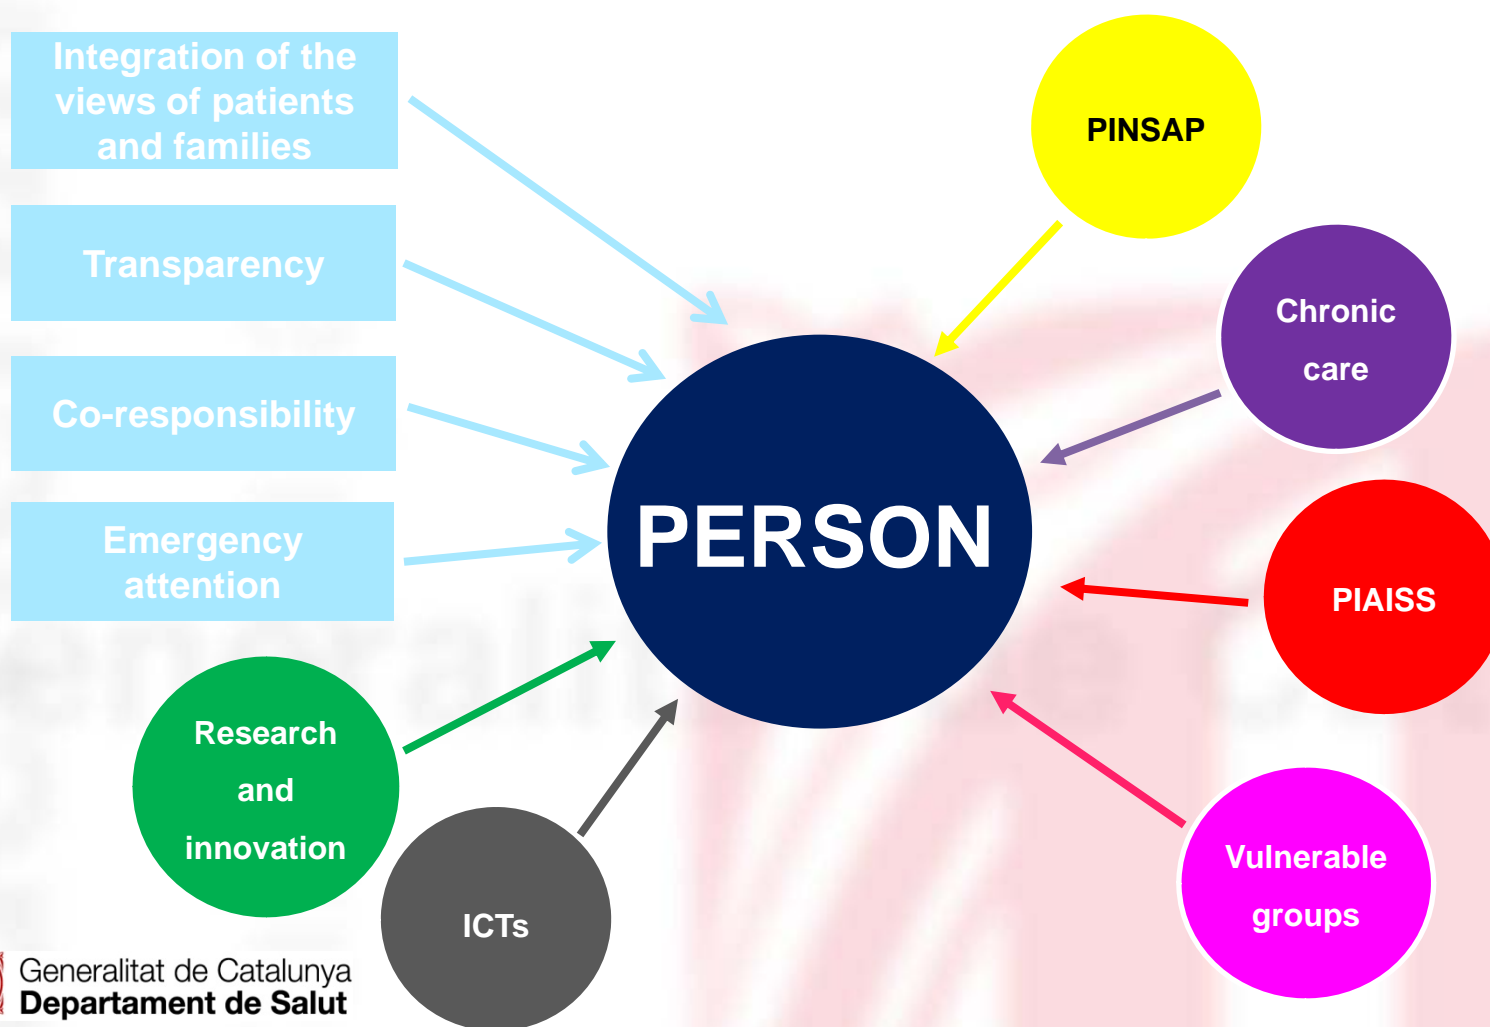 Integration of the
views of patients
and families
Transparency
Co-responsibility
Emergency
attention
PERSON
PINSAP
Chronic
care
PIAISS
Vulnerable
groups
Research
and
innovation
ICTs
Generalitat de Catalunya
Departament de Salut